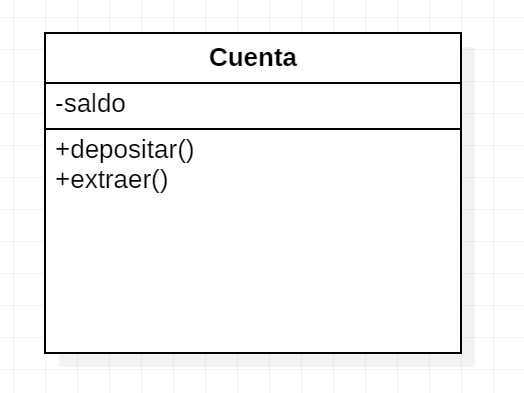 Cuenta
-saldo
+depositar()
+extraer()